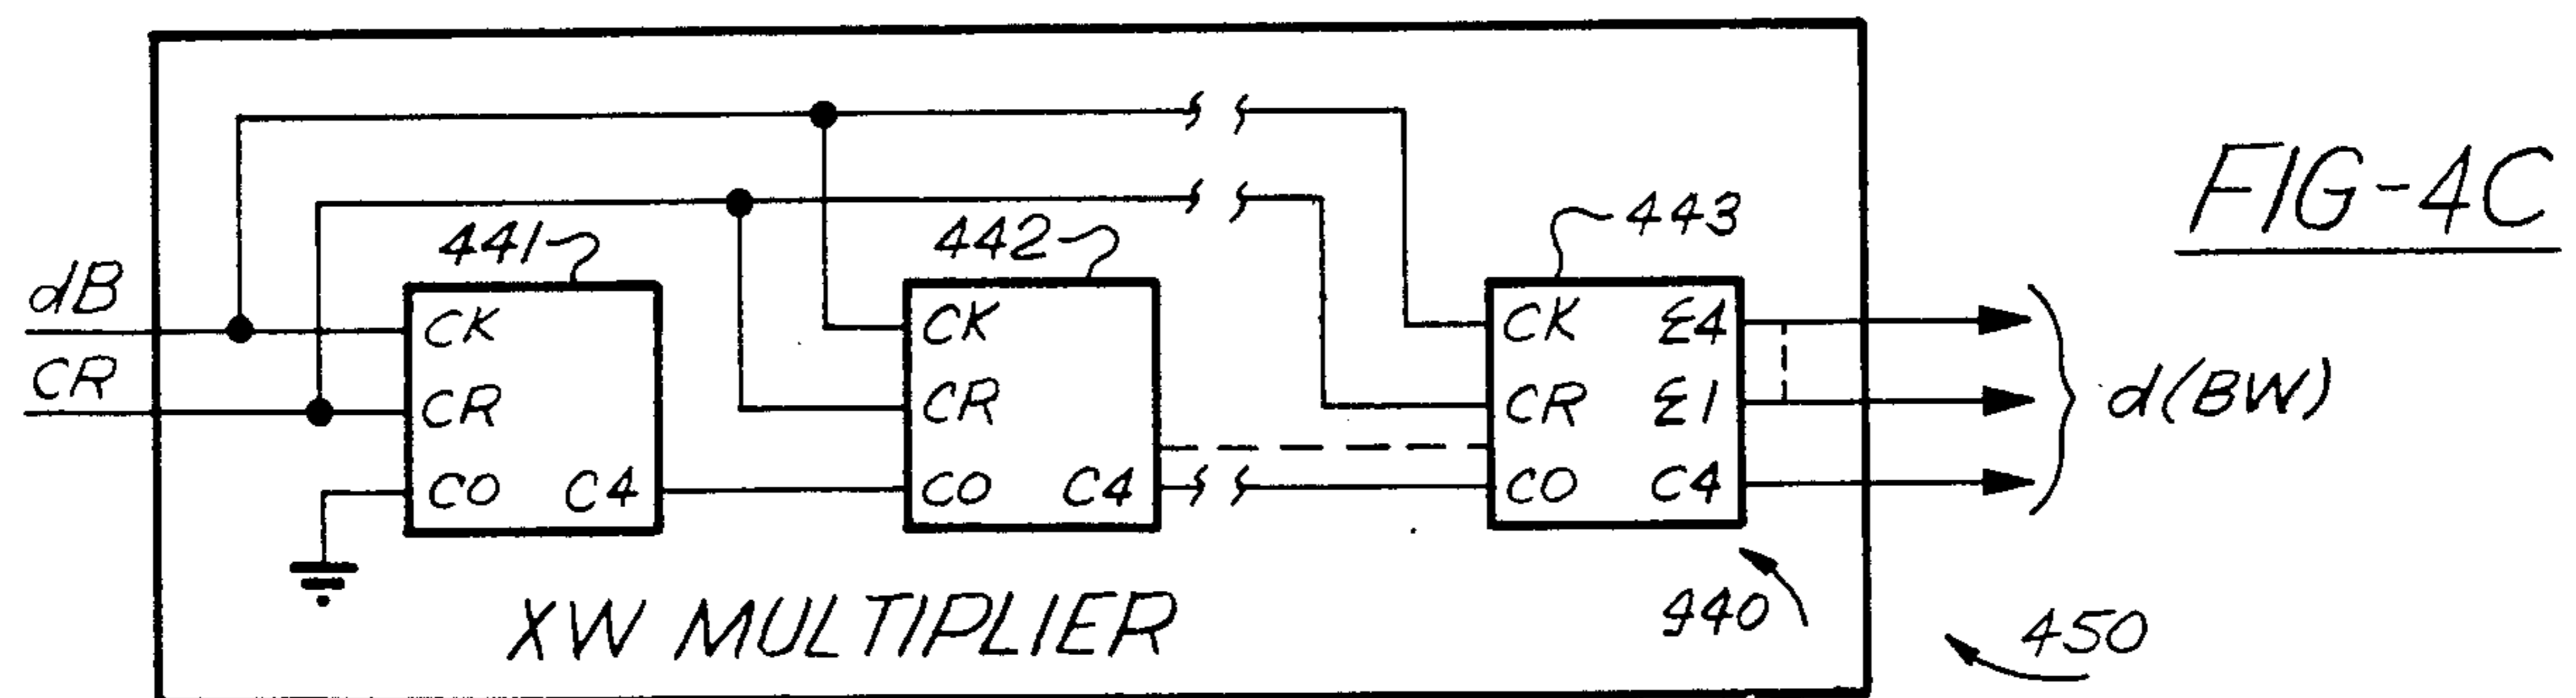 FIG-4C
441
442
443
dB
CR
CK
CR
CO
C4
CK
CR
CO
C4
CK
CR
CO
Σ4
Σ1
C4
d(BW)
XW MULTIPLIER
440
450